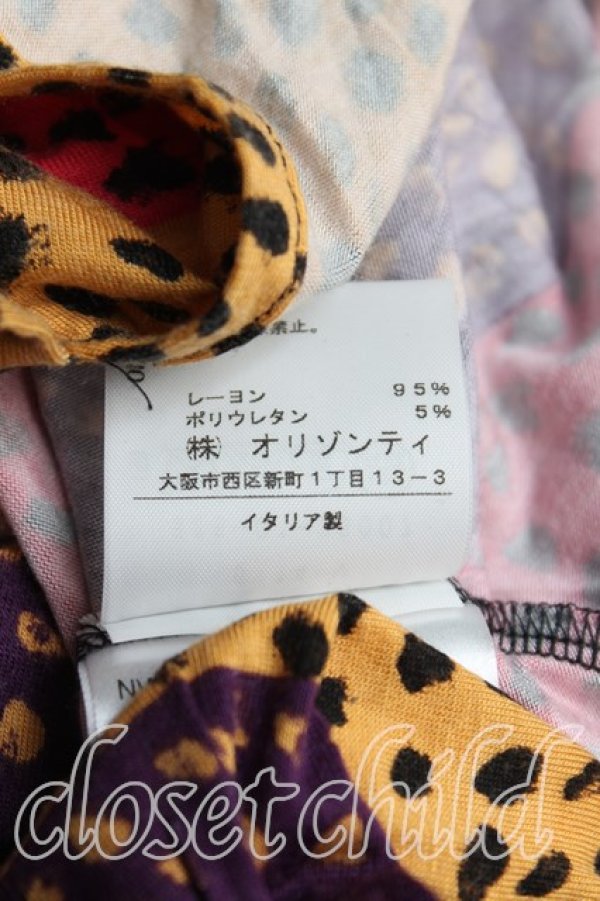 禁止。
レーヨン 95%
ポリウレタン 5%
㈱ オリゾンティ
大阪市西区新町1丁目13-3
イタリア製
closet child